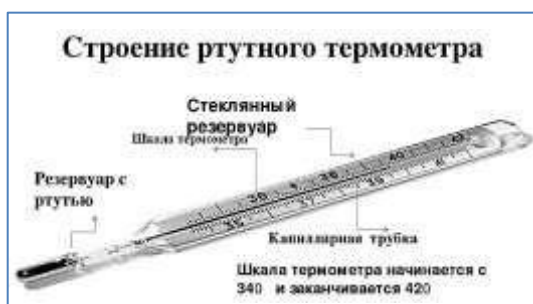 Строение ртутного термометра
Стеклянный
резервуар
Шкала термометра
Резервуар с
ртутью
Капиллярная трубка
Шкала термометра начинается с
340 и заканчивается 420